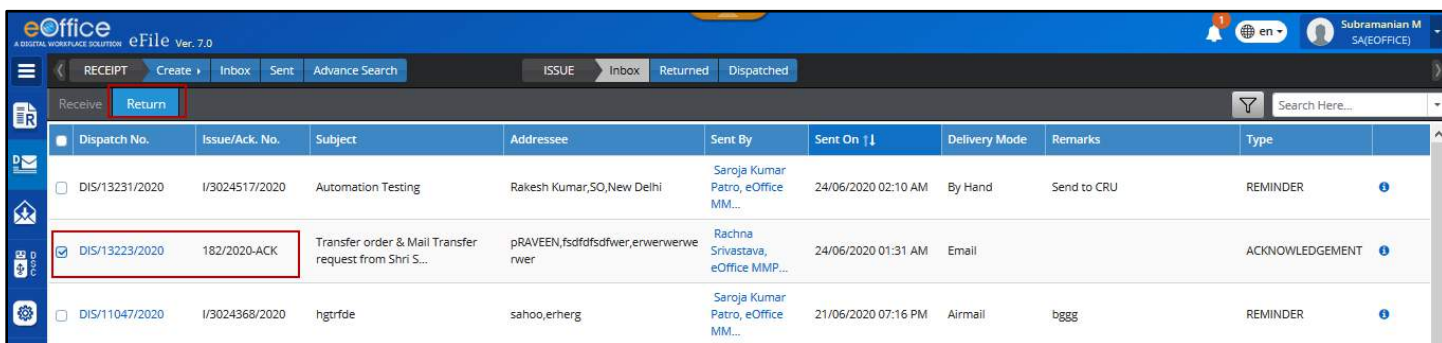 eOffice
A DIGITAL WORKPLACE SOLUTION eFile Ver. 7.0
1
en
Subramanian M
SA(EOFFICE)
RECEIPT Create Inbox Sent Advance Search ISSUE Inbox Returned Dispatched
Receive Return Search Here...
Dispatch No. Issue/Ack. No. Subject Addressee Sent By Sent On Delivery Mode Remarks Type
DIS/13231/2020 I/3024517/2020 Automation Testing Rakesh Kumar,SO,New Delhi Saroja Kumar Patro, eOffice MM... 24/06/2020 02:10 AM By Hand Send to CRU REMINDER
DIS/13223/2020 182/2020-ACK Transfer order & Mail Transfer request from Shri S... pRAVEEN,fsdfdfsdfwer,erwerwerwe rwer Rachna Srivastava, eOffice MMP... 24/06/2020 01:31 AM Email ACKNOWLEDGEMENT
DIS/11047/2020 I/3024368/2020 hgtrfde sahoo,erherg Saroja Kumar Patro, eOffice MM... 21/06/2020 07:16 PM Airmail bggg REMINDER
R
D
DSC